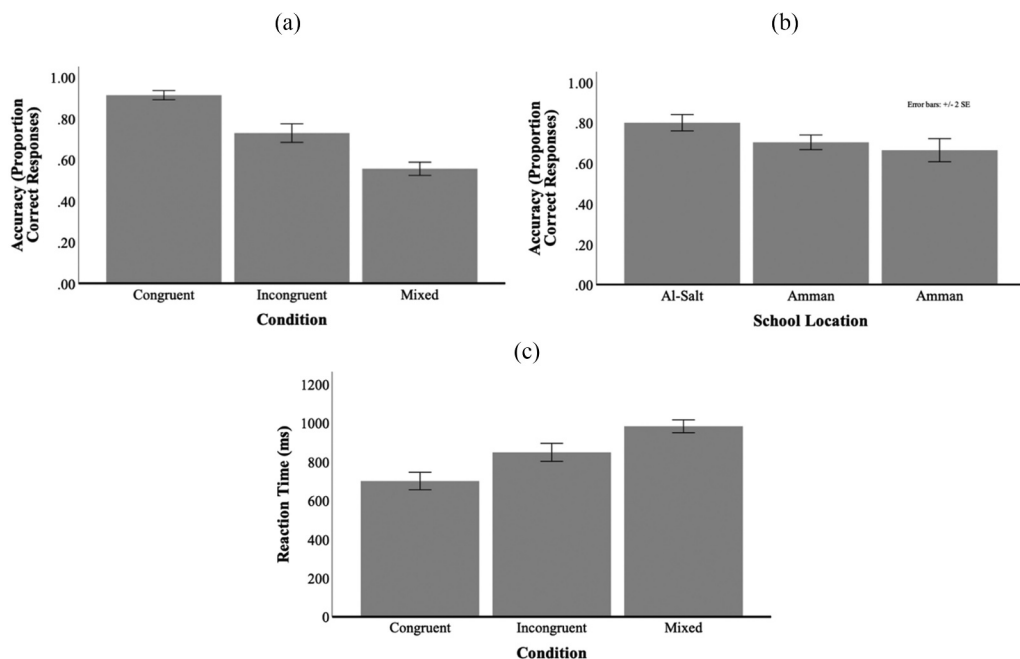 (a)
Accuracy (Proportion
Correct Responses)
1.00
.80
.60
.40
.20
.00
Congruent Incongruent Mixed
Condition
(b)
Accuracy (Proportion
Correct Responses)
1.00
.80
.60
.40
.20
.00
Error bars: +/- 2 SE
Al-Salt Amman Amman
School Location
(c)
Reaction Time (ms)
1200
1000
800
600
400
200
0
Congruent Incongruent Mixed
Condition